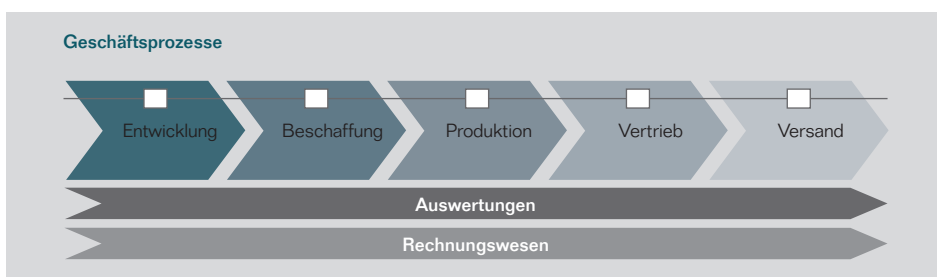 Geschäftsprozesse
Entwicklung Beschaffung Produktion Vertrieb Versand
Auswertungen
Rechnungswesen